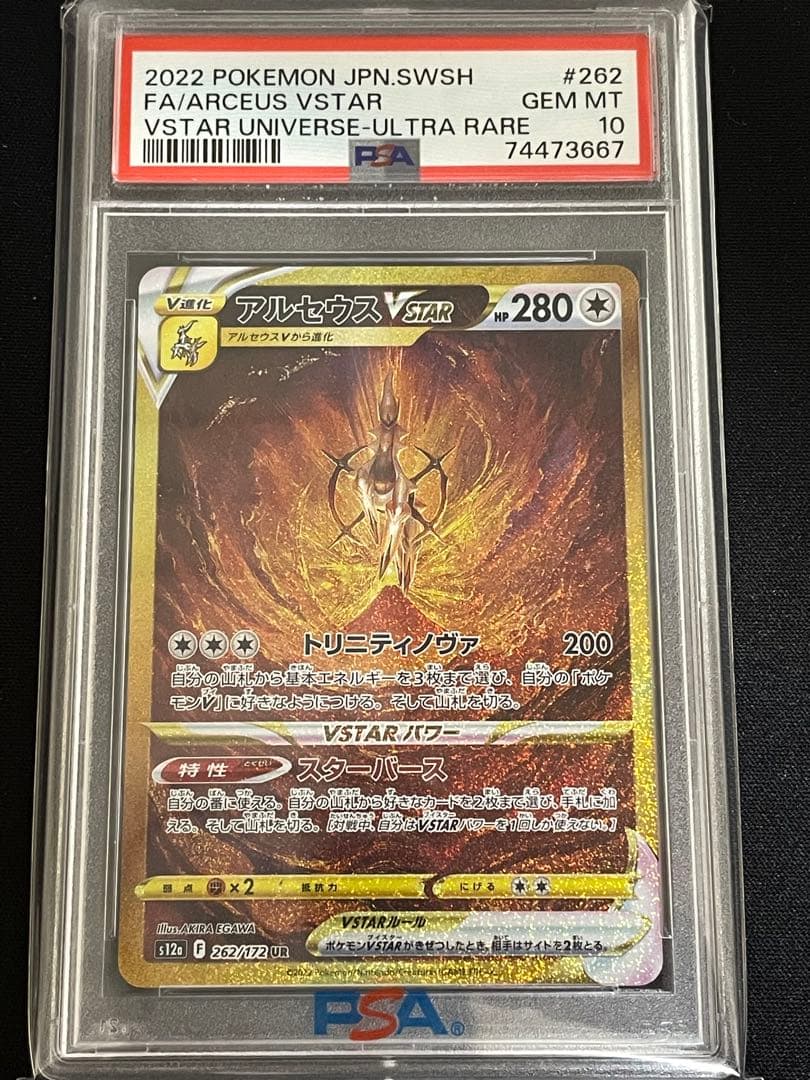 2022 POKEMON JPN.SWSH #262
FA/ARCEUS VSTAR GEM MT
VSTAR UNIVERSE-ULTRA RARE 10
PSA 74473667
V進化 アルセウス VSTAR HP 280
アルセウスVから進化
トリニティノヴァ 200
自分の山札から基本エネルギーを3枚まで選び、自分の「ポケ
モンV」に好きなようにつける。そして山札を切る。
VSTARパワー
特性 スターバース
自分の番に使える。自分の山札から好きなカードを2枚まで選び、手札に加
える。そして山札を切る。[対戦中、自分はVSTARパワーを1回しか使えない。]
弱点 ×2 抵抗力 にげる
Illus. AKIRA EGAWA
VSTARルール
ポケモンVSTARがきぜつしたとき、相手はサイドを2枚とる。
s12a F 262/172 UR
©2022 Pokémon/Nintendo/Creatures/GAME FREAK
PSA®